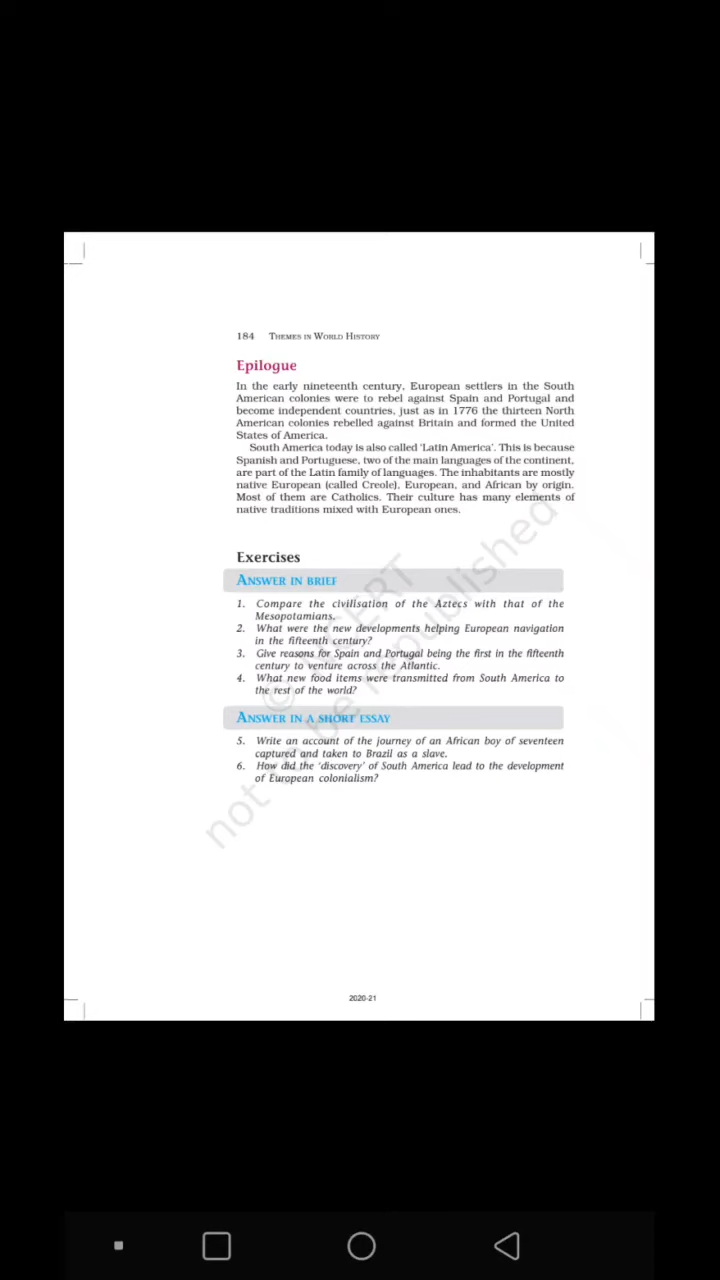 184 THEMES IN WORLD HISTORY
Epilogue
In the early nineteenth century, European settlers in the South
American colonies were to rebel against Spain and Portugal and
become independent countries, just as in 1776 the thirteen North
American colonies rebelled against Britain and formed the United
States of America.
South America today is also called 'Latin America'. This is because
Spanish and Portuguese, two of the main languages of the continent,
are part of the Latin family of languages. The inhabitants are mostly
native European (called Creole), European, and African by origin.
Most of them are Catholics. Their culture has many elements of
native traditions mixed with European ones.
Exercises
ANSWER IN BRIEF
1. Compare the civilisation of the Aztecs with that of the
Mesopotamians.
2. What were the new developments helping European navigation
in the fifteenth century?
3. Give reasons for Spain and Portugal being the first in the fifteenth
century to venture across the Atlantic.
4. What new food items were transmitted from South America to
the rest of the world?
ANSWER IN A SHORT ESSAY
5. Write an account of the journey of an African boy of seventeen
captured and taken to Brazil as a slave.
6. How did the 'discovery' of South America lead to the development
of European colonialism?
© NCERT
not to be republished
2020-21